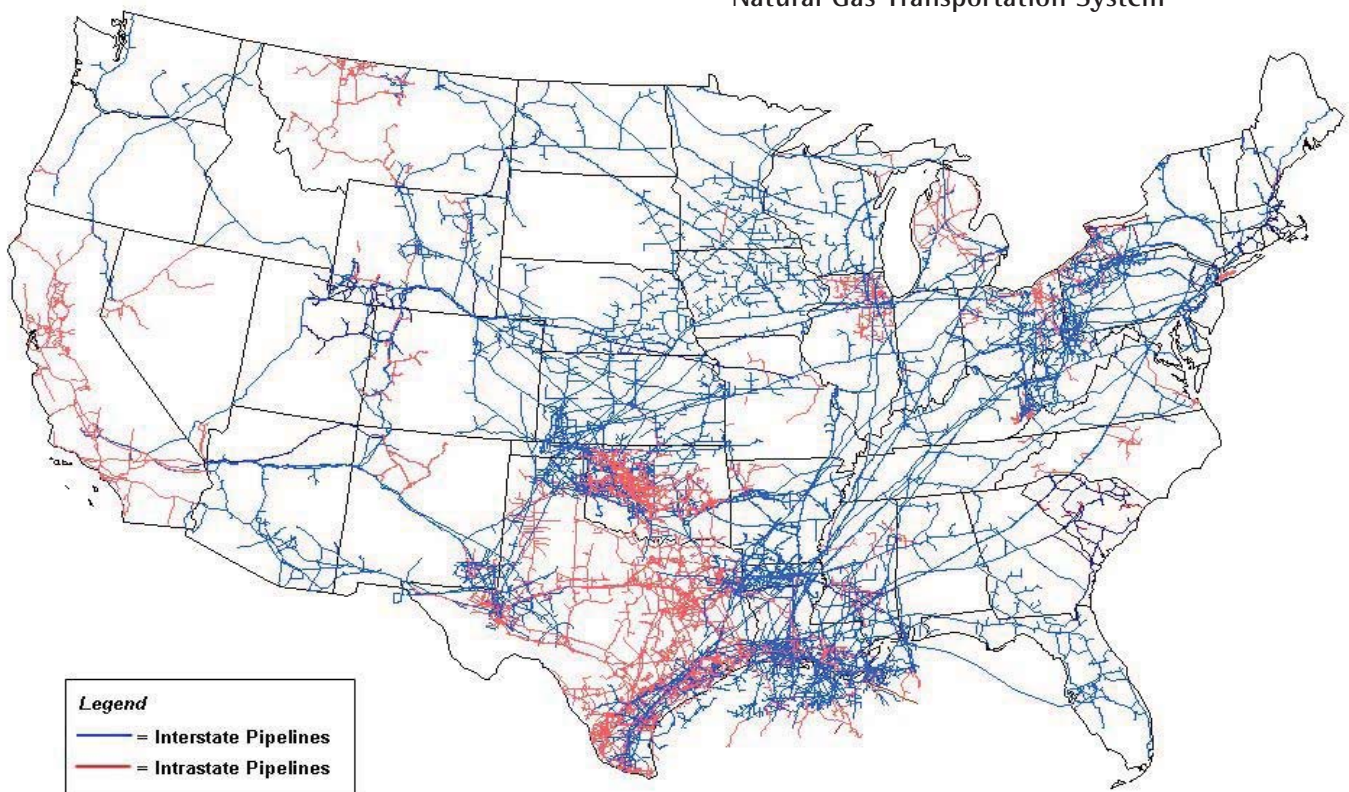 Natural Gas Transportation System
Legend
= Interstate Pipelines
= Intrastate Pipelines